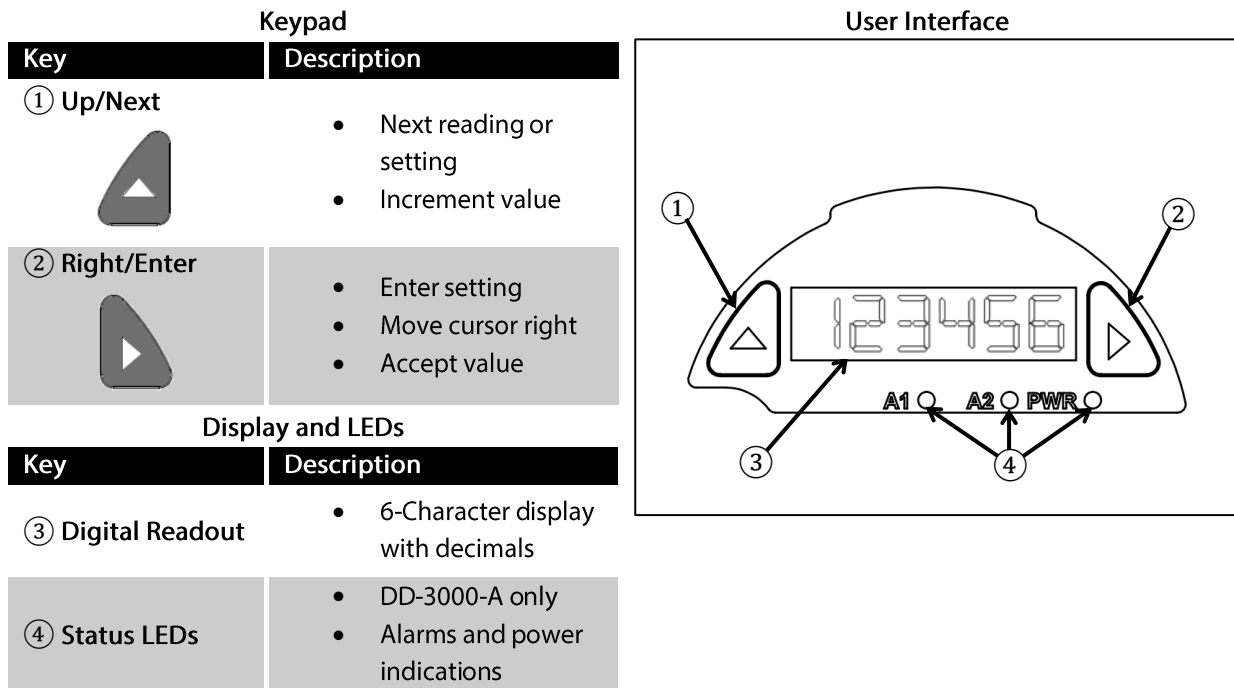 Keypad
Key Description
① Up/Next
• Next reading or
setting
• Increment value
② Right/Enter
• Enter setting
• Move cursor right
• Accept value
Display and LEDs
Key Description
③ Digital Readout
• 6-Character display
with decimals
④ Status LEDs
• DD-3000-A only
• Alarms and power
indications
User Interface
①
②
123456
A1 A2 PWR
③
④